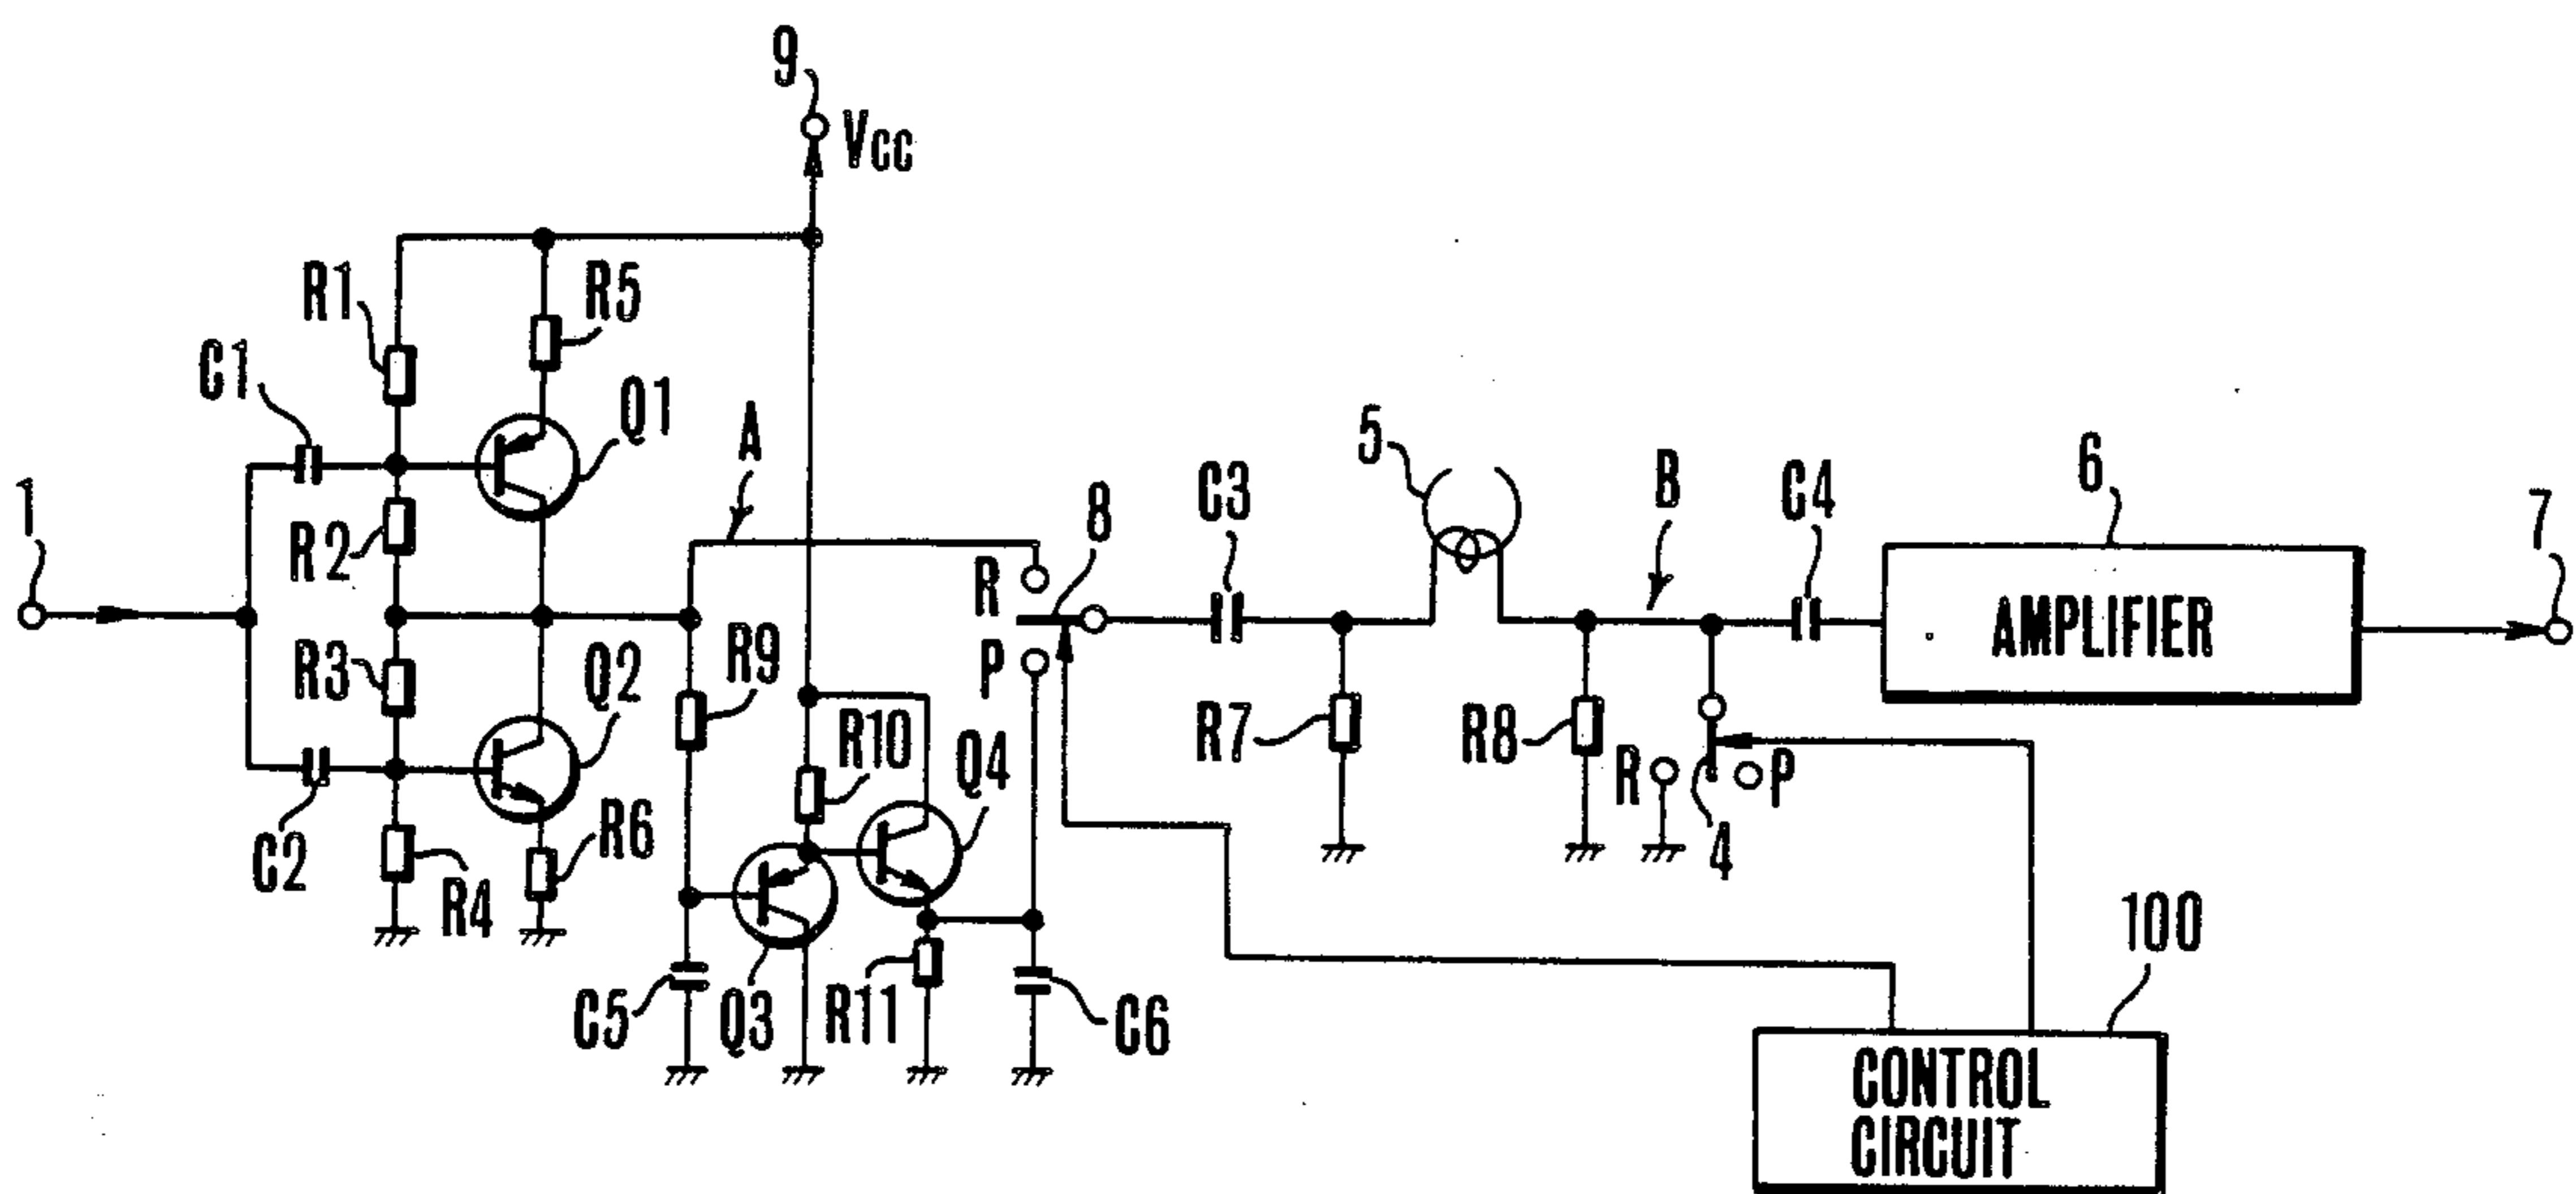 9
Vcc
R1
R5
C1
Q1
A
5
B
6
1
R2
R
8
C3
C4
7
AMPLIFIER
R3
Q2
R9
P
R7
R8
R
P
R10
Q4
4
C2
R4
R6
100
C5
Q3
R11
C6
CONTROL
CIRCUIT